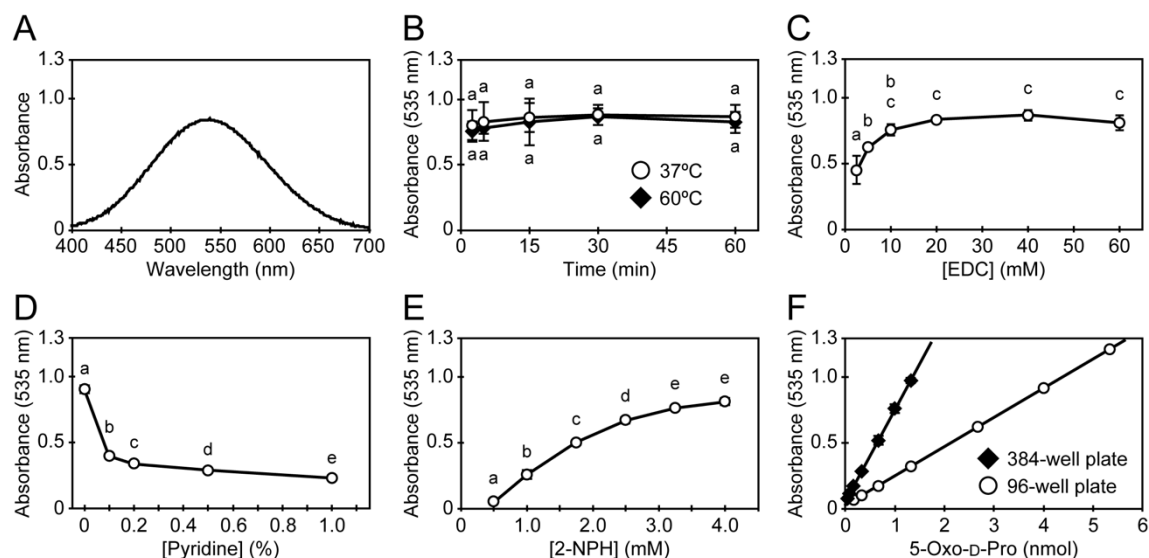 A
Absorbance
1.3
1.0
0.5
0
400 450 500 550 600 650 700
Wavelength (nm)
B
Absorbance (535 nm)
1.3
1.0
0.5
0
a a a a a
a a a a a
37ºC
60ºC
0 15 30 45 60
Time (min)
C
Absorbance (535 nm)
1.3
1.0
0.5
0
a b b c c c c
0 10 20 30 40 50 60
[EDC] (mM)
D
Absorbance (535 nm)
1.3
1.0
0.5
0
a b c d e
0 0.2 0.4 0.6 0.8 1.0
[Pyridine] (%)
E
Absorbance (535 nm)
1.3
1.0
0.5
0
a b c d e e
0 1.0 2.0 3.0 4.0
[2-NPH] (mM)
F
Absorbance (535 nm)
1.3
1.0
0.5
0
384-well plate
96-well plate
0 1 2 3 4 5 6
5-Oxo-D-Pro (nmol)